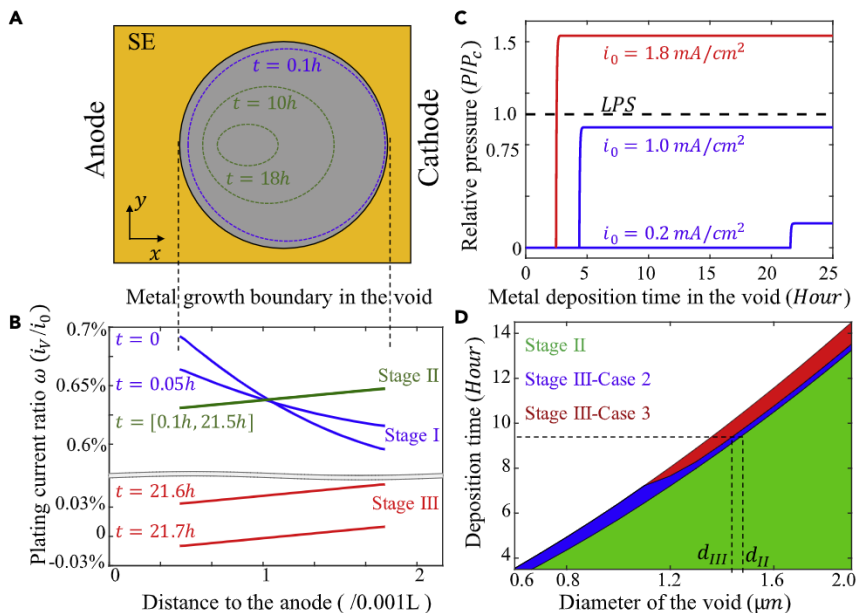 A
SE
Anode
Cathode
t = 0.1h
t = 10h
t = 18h
y
x
Metal growth boundary in the void
B
Plating current ratio ω (i_V/i_0)
0.7%
0.65%
0.6%
0.03%
0
-0.03%
t = 0
t = 0.05h
t = [0.1h, 21.5h]
Stage II
Stage I
t = 21.6h
Stage III
t = 21.7h
0
1
2
Distance to the anode ( /0.001L )
C
Relative pressure (P/P_c)
1.5
1.0
0.75
0
i_0 = 1.8 mA/cm²
LPS
i_0 = 1.0 mA/cm²
i_0 = 0.2 mA/cm²
0 5 10 15 20 25
Metal deposition time in the void (Hour)
D
Deposition time (Hour)
14
12
10
8
6
4
Stage II
Stage III-Case 2
Stage III-Case 3
d_III
d_II
0.6 0.8 1.2 1.6 2.0
Diameter of the void (μm)